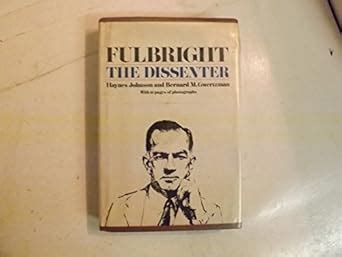 FULBRIGHT
THE DISSENTER
Haynes Johnson and Bernard M. Gwertzman
With 16 pages of photographs